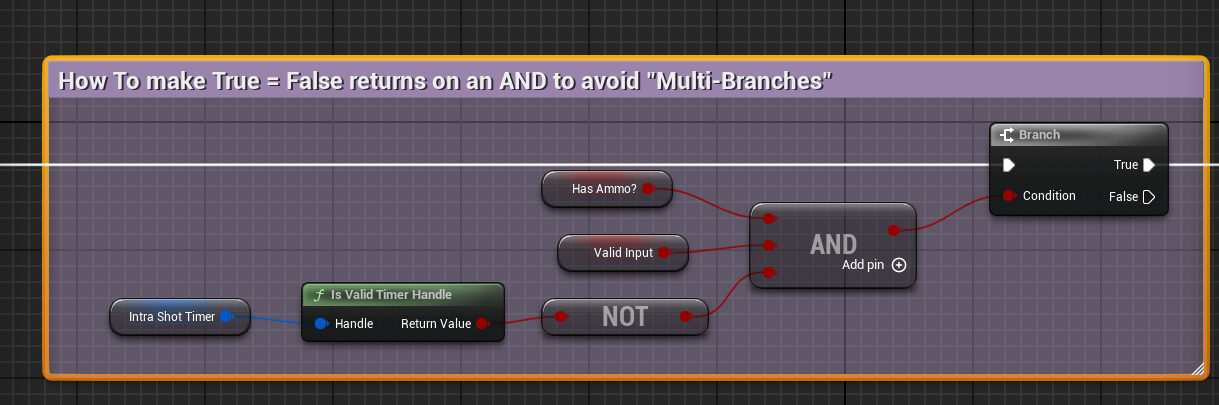 How To make True = False returns on an AND to avoid "Multi-Branches"
Branch
True
Has Ammo?
Condition
False
AND
Valid Input
Add pin
Is Valid Timer Handle
Intra Shot Timer
Handle
Return Value
NOT